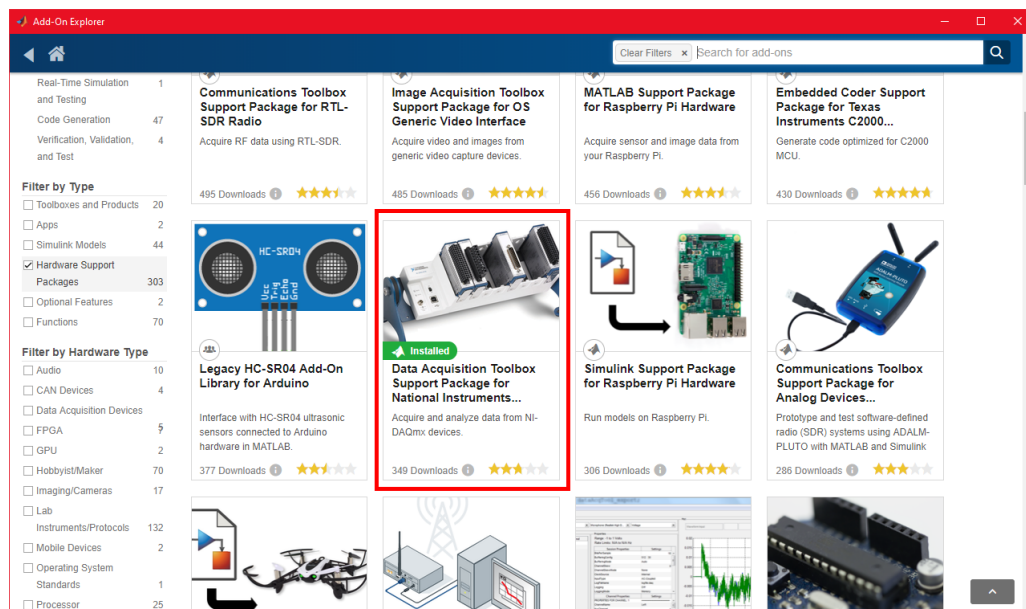 Add-On Explorer
Clear Filters × Search for add-ons
Real-Time Simulation and Testing 1
Code Generation 47
Verification, Validation, and Test 4
Filter by Type
Toolboxes and Products 20
Apps 2
Simulink Models 44
Hardware Support Packages 303
Optional Features 2
Functions 70
Filter by Hardware Type
Audio 10
CAN Devices 4
Data Acquisition Devices
FPGA
GPU 2
Hobbyist/Maker 70
Imaging/Cameras 17
Lab Instruments/Protocols 132
Mobile Devices 2
Operating System Standards 1
Processor 25
Communications Toolbox
Support Package for RTL-
SDR Radio
Acquire RF data using RTL-SDR.
495 Downloads
Image Acquisition Toolbox
Support Package for OS
Generic Video Interface
Acquire video and images from
generic video capture devices.
485 Downloads
MATLAB Support Package
for Raspberry Pi Hardware
Acquire sensor and image data from
your Raspberry Pi.
456 Downloads
Embedded Coder Support
Package for Texas
Instruments C2000...
Generate code optimized for C2000
MCU.
430 Downloads
HC-SR04
Vcc
Trig
Echo
Gnd
Legacy HC-SR04 Add-On
Library for Arduino
Interface with HC-SR04 ultrasonic
sensors connected to Arduino
hardware in MATLAB.
377 Downloads
Installed
Data Acquisition Toolbox
Support Package for
National Instruments...
Acquire and analyze data from NI-
DAQmx devices.
349 Downloads
Simulink Support Package
for Raspberry Pi Hardware
Run models on Raspberry Pi.
306 Downloads
ADALM-PLUTO
Communications Toolbox
Support Package for
Analog Devices...
Prototype and test software-defined
radio (SDR) systems using ADALM-
PLUTO with MATLAB and Simulink
286 Downloads